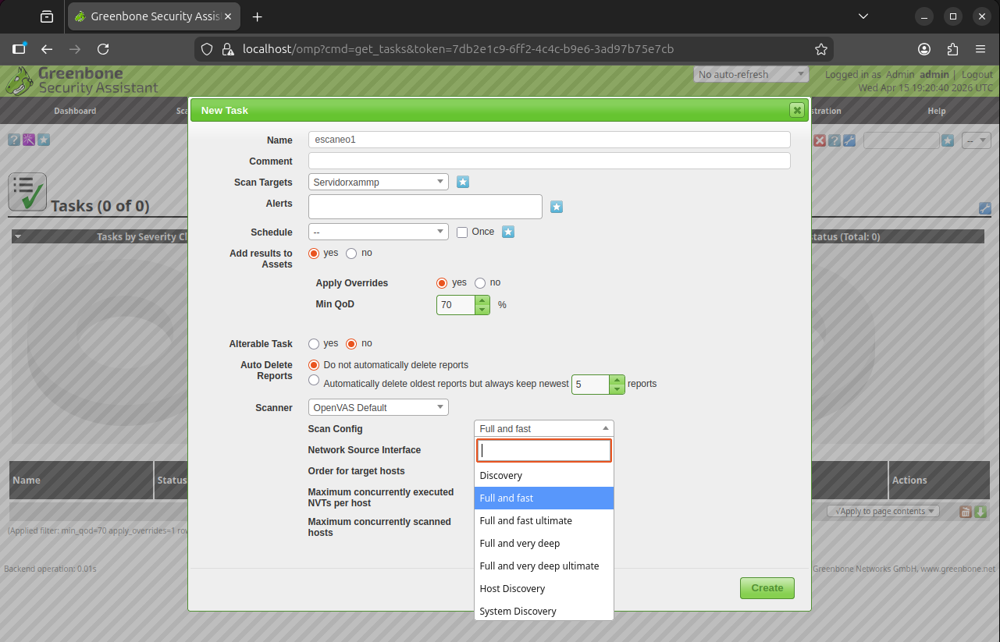 Greenbone Security Assis
localhost/omp?cmd=get_tasks&token=7db2e1c9-6ff2-4c4c-b9e6-3ad97b75e7cb
Greenbone
Security Assistant
No auto-refresh
Logged in as Admin admin | Logout
Wed Apr 15 19:20:40 2026 UTC
Dashboard
Sca
stration
Help
New Task
Name
escaneo1
Comment
Scan Targets
Servidorxammp
Alerts
Schedule
--
Once
Add results to
Assets
yes no
Apply Overrides
yes no
Min QoD
70
%
Alterable Task
yes no
Auto Delete
Reports
Do not automatically delete reports
Automatically delete oldest reports but always keep newest 5 reports
Scanner
OpenVAS Default
Scan Config
Full and fast
Network Source Interface
Order for target hosts
Maximum concurrently executed
NVTs per host
Maximum concurrently scanned
hosts
Discovery
Full and fast
Full and fast ultimate
Full and very deep
Full and very deep ultimate
Host Discovery
System Discovery
Create
--
Tasks (0 of 0)
Tasks by Severity Cl
status (Total: 0)
Name
Status
Actions
√Apply to page contents
(Applied filter: min_qod=70 apply_overrides=1 rov
Backend operation: 0.01s
Greenbone Networks GmbH, www.greenbone.net